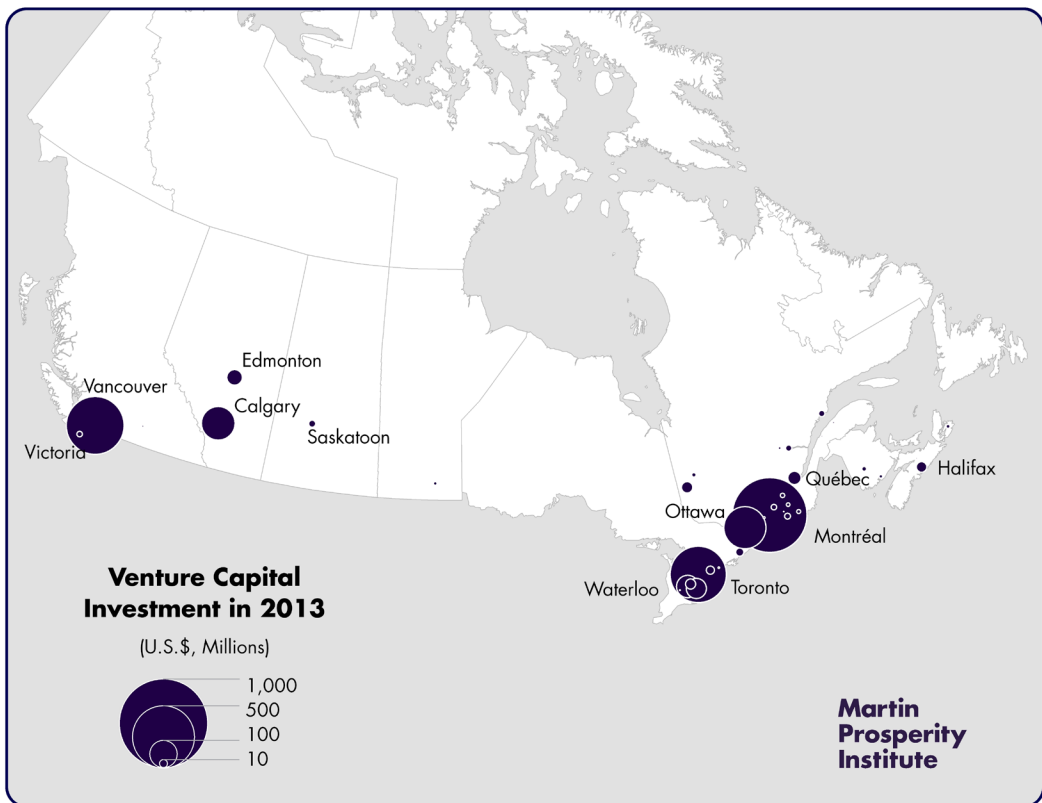 Edmonton
Vancouver
Calgary
Saskatoon
Victoria
Halifax
Québec
Ottawa
Montréal
Waterloo
Toronto
Venture Capital
Investment in 2013
(U.S.$, Millions)
1,000
500
100
10
Martin
Prosperity
Institute